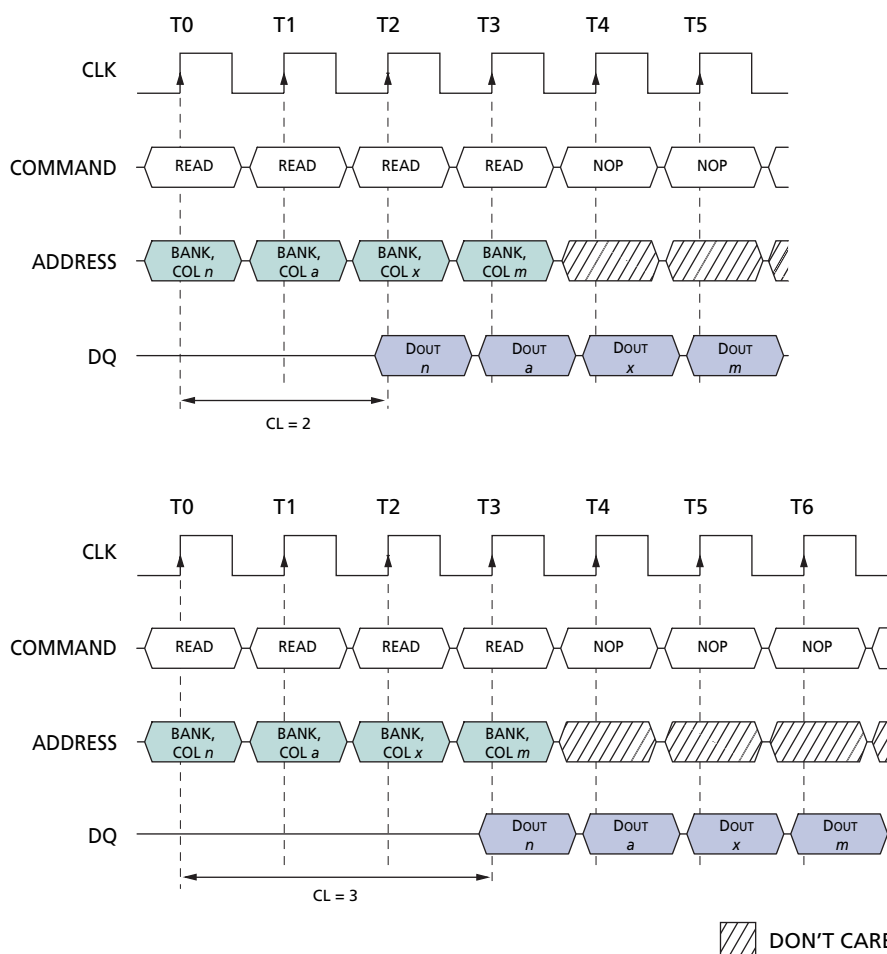 T0 T1 T2 T3 T4 T5
CLK
COMMAND READ READ READ READ NOP NOP
ADDRESS BANK, BANK, BANK, BANK,
COL n COL a COL x COL m
DQ DOUT DOUT DOUT DOUT
n a x m
CL = 2
T0 T1 T2 T3 T4 T5 T6
CLK
COMMAND READ READ READ READ NOP NOP NOP
ADDRESS BANK, BANK, BANK, BANK,
COL n COL a COL x COL m
DQ DOUT DOUT DOUT DOUT
n a x m
CL = 3
DON'T CARE